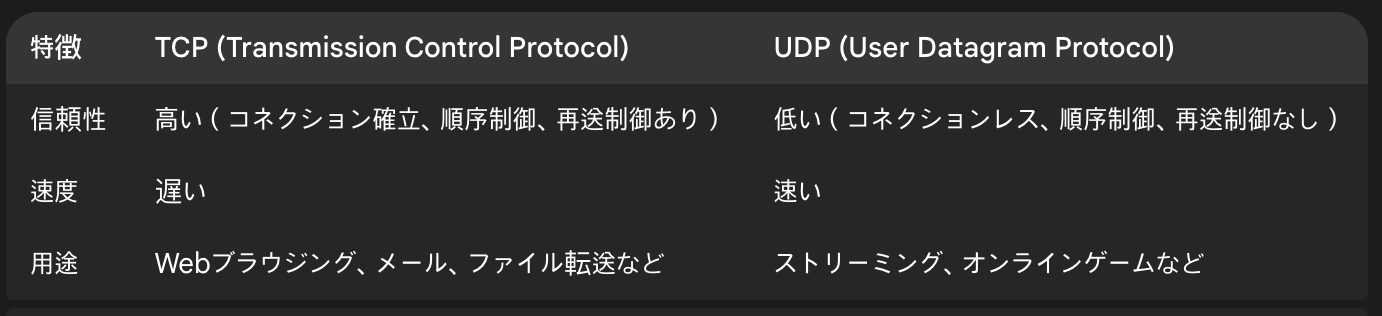 特徴 TCP (Transmission Control Protocol) UDP (User Datagram Protocol)
信頼性 高い ( コネクション確立、順序制御、再送制御あり ) 低い ( コネクションレス、順序制御、再送制御なし )
速度 遅い 速い
用途 Webブラウジング、メール、ファイル転送など ストリーミング、オンラインゲームなど